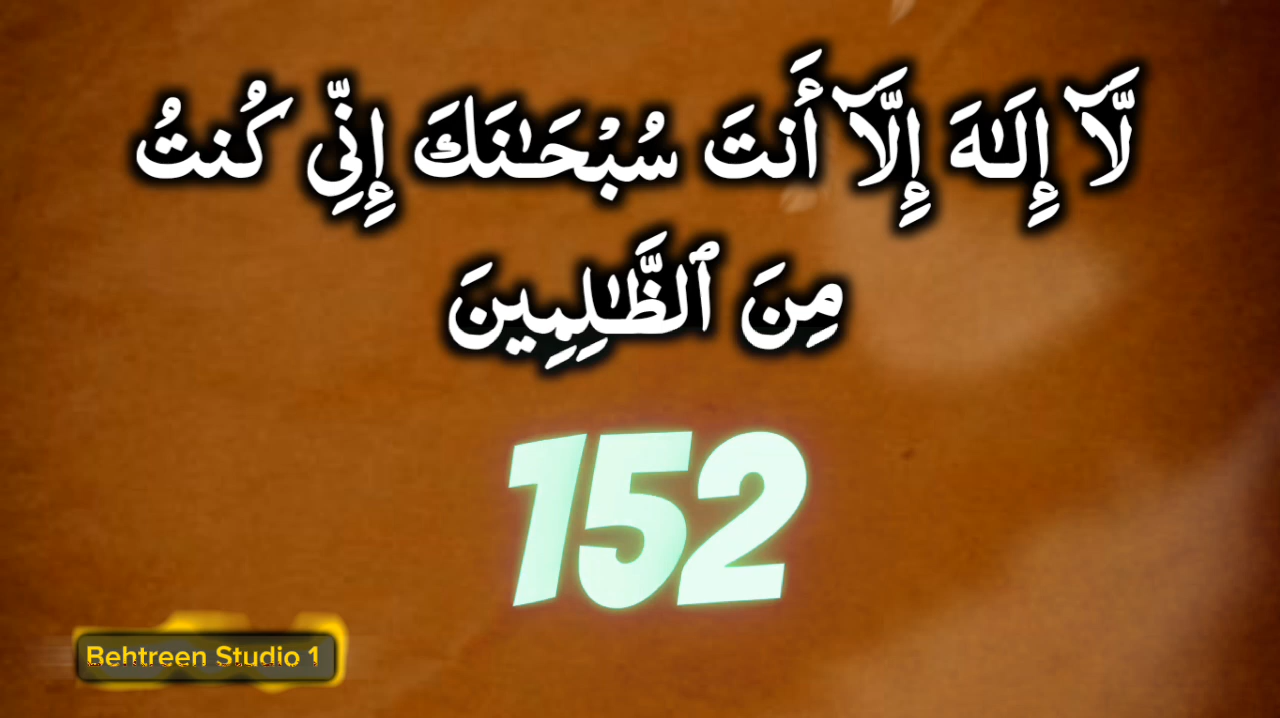 لَّآ إِلَـٰهَ إِلَّآ أَنتَ سُبْحَـٰنَكَ إِنِّي كُنتُ
مِنَ ٱلظَّـٰلِمِينَ
152
Behtreen Studio 1